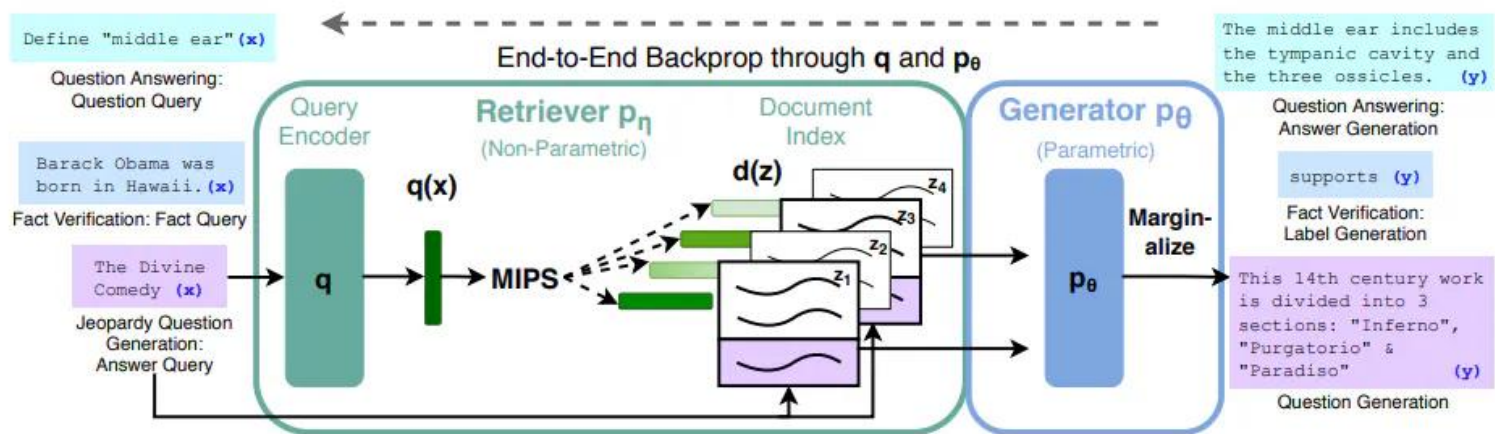 Define "middle ear" (x)
Question Answering:
Question Query
Barack Obama was
born in Hawaii. (x)
Fact Verification: Fact Query
The Divine
Comedy (x)
Jeopardy Question
Generation:
Answer Query
End-to-End Backprop through q and pθ
Query
Encoder
Retriever pη
(Non-Parametric)
Document
Index
q
q(x)
MIPS
d(z)
z4
z3
z2
z1
Generator pθ
(Parametric)
pθ
Margin-
alize
The middle ear includes
the tympanic cavity and
the three ossicles. (y)
Question Answering:
Answer Generation
supports (y)
Fact Verification:
Label Generation
This 14th century work
is divided into 3
sections: "Inferno",
"Purgatorio" &
"Paradiso" (y)
Question Generation